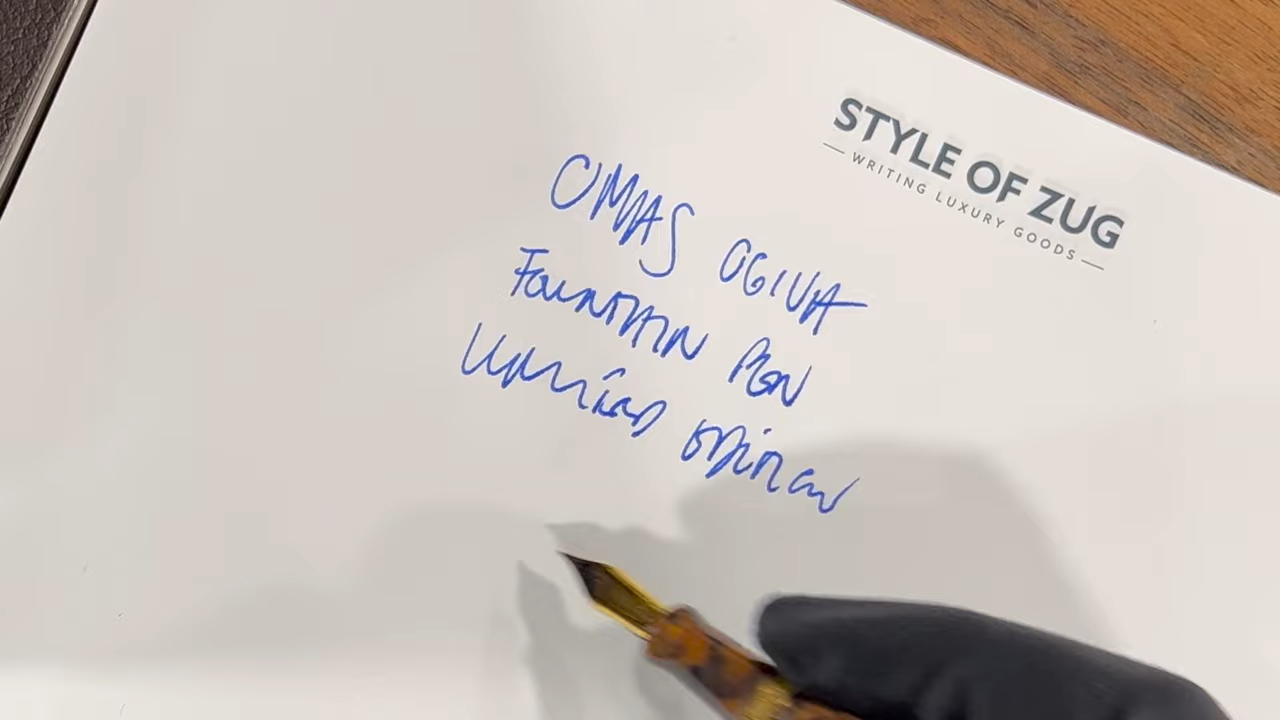 STYLE OF ZUG
WRITING LUXURY GOODS
OMAS OGIVA
FOUNTAIN PEN